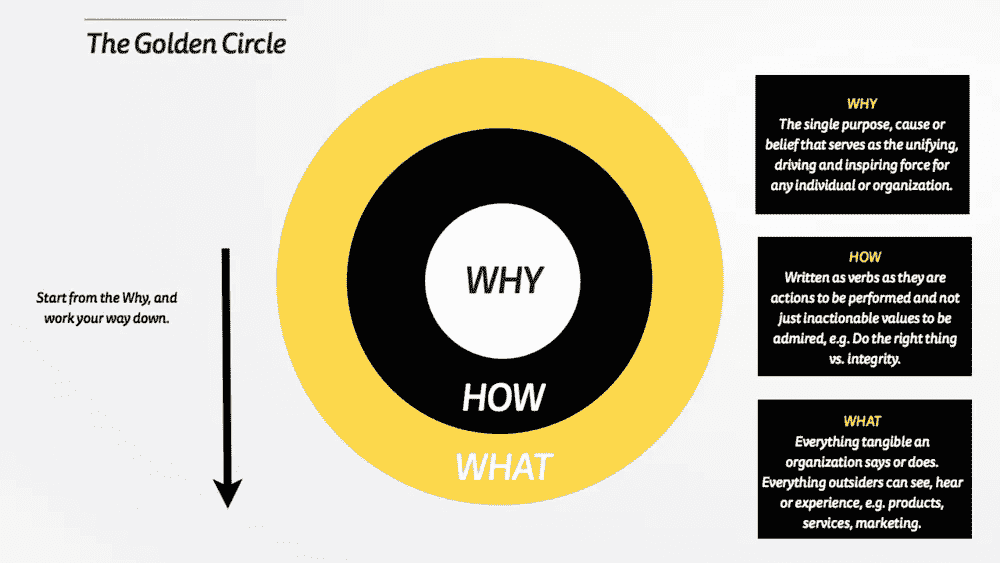 The Golden Circle
Start from the Why, and
work your way down.
WHY
HOW
WHAT
WHY
The single purpose, cause or
belief that serves as the unifying,
driving and inspiring force for
any individual or organization.
HOW
Written as verbs as they are
actions to be performed and not
just inactionable values to be
admired, e.g. Do the right thing
vs. integrity.
WHAT
Everything tangible an
organization says or does.
Everything outsiders can see, hear
or experience, e.g. products,
services, marketing.